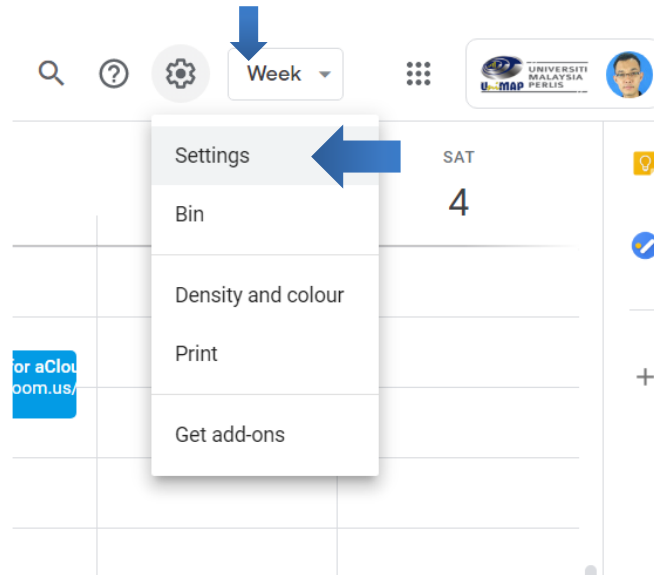 Week
UniMAP
UNIVERSITI
MALAYSIA
PERLIS
Settings
SAT
4
Bin
Density and colour
Print
for aClou
oom.us/
Get add-ons